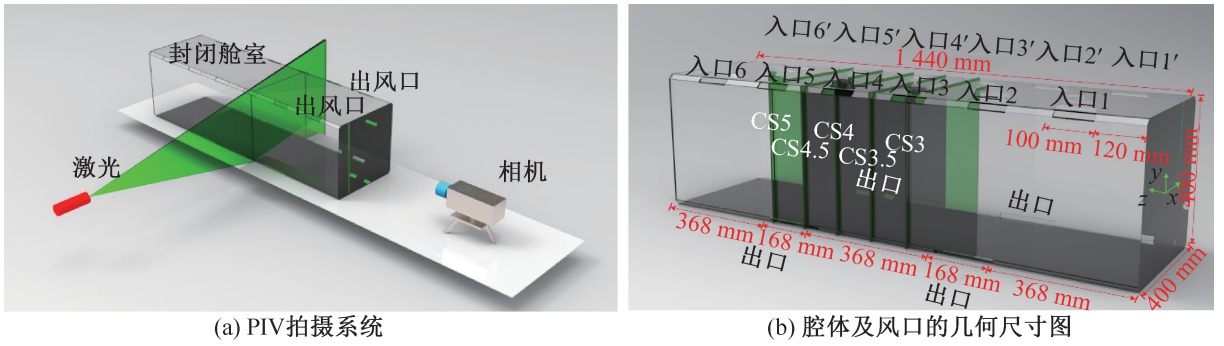 封闭舱室
出风口
出风口
激光
相机
(a) PIV拍摄系统
入口6′ 入口5′ 入口4′ 入口3′ 入口2′ 入口1′
1 440 mm
入口6 入口5 入口4 入口3 入口2 入口1
CS5
CS4.5
CS4
CS3.5
CS3
100 mm 120 mm
400 mm
y
z
x
出口
出口
368 mm 168 mm 368 mm 168 mm 368 mm
400 mm
出口
出口
(b) 腔体及风口的几何尺寸图